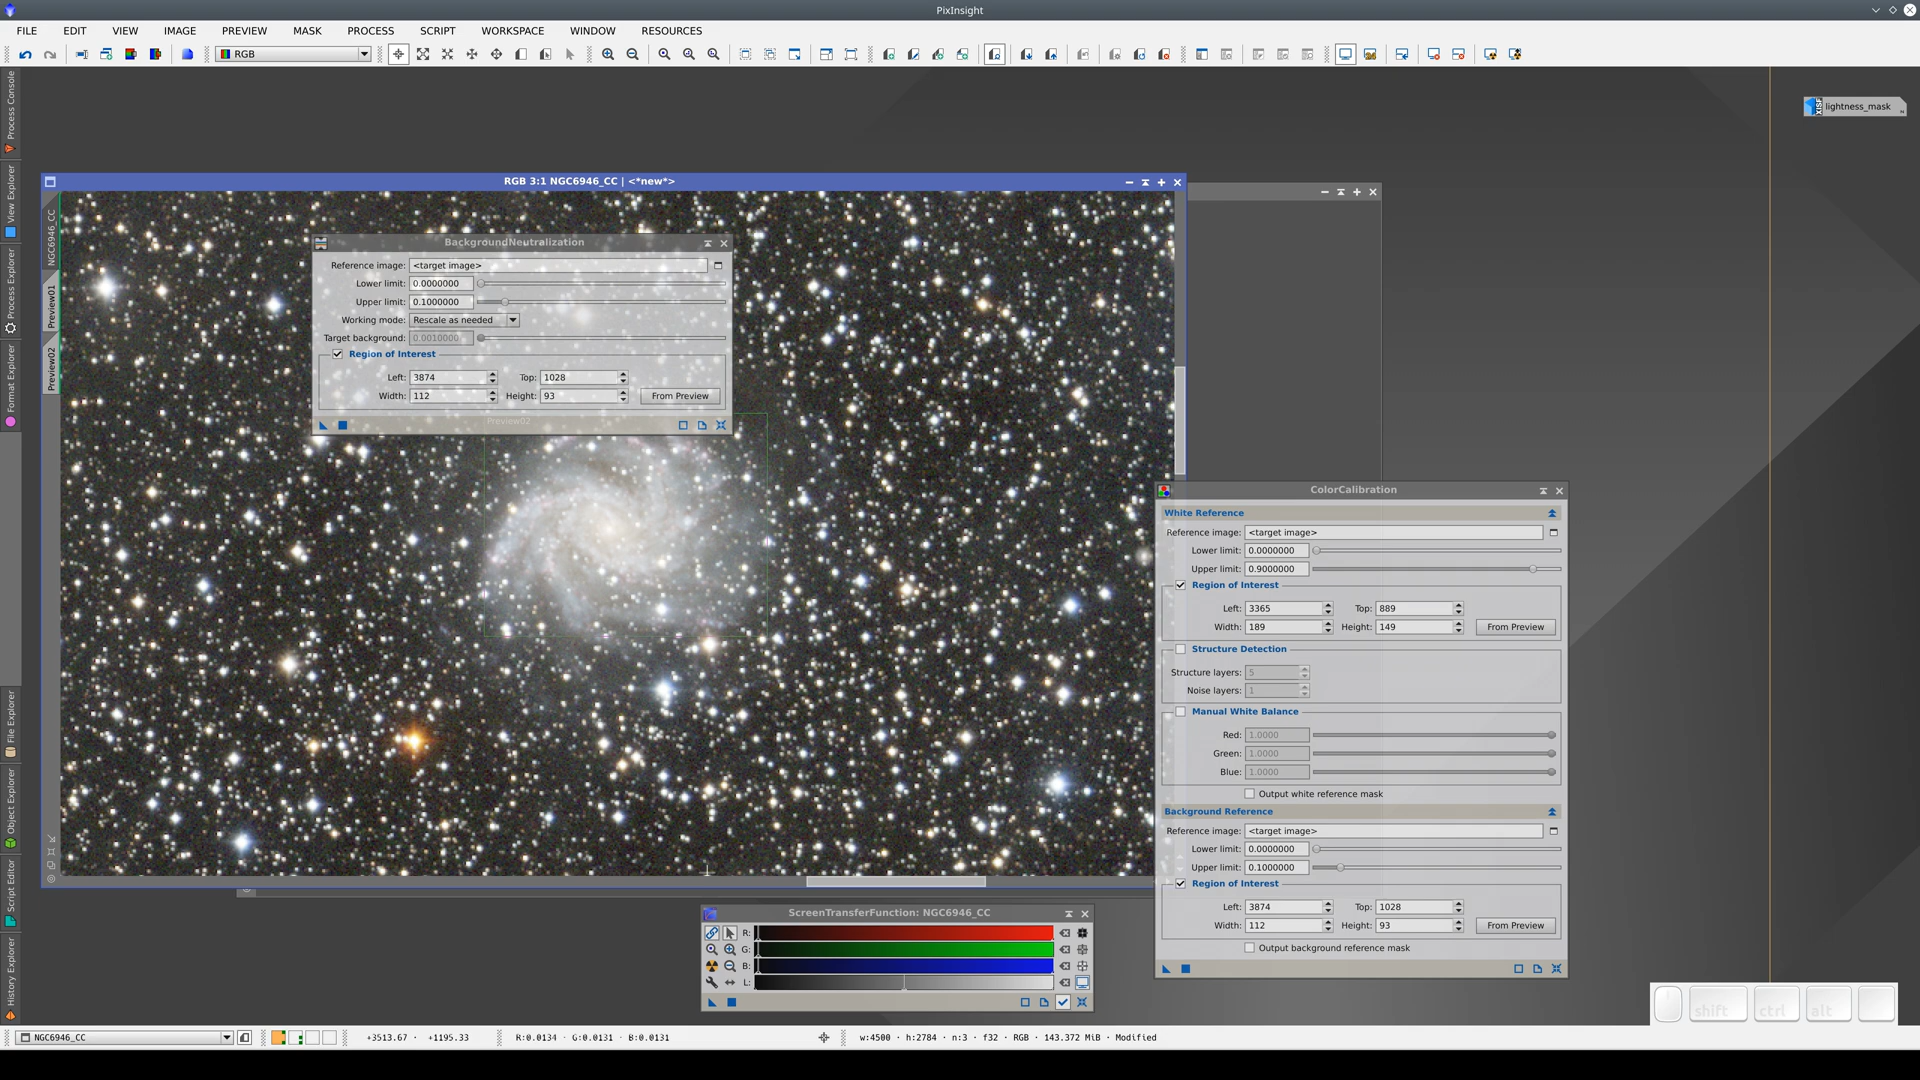 PixInsight
FILE EDIT VIEW IMAGE PREVIEW MASK PROCESS SCRIPT WORKSPACE WINDOW RESOURCES
RGB
Process Console
View Explorer
Process Explorer
Format Explorer
File Explorer
Object Explorer
Script Editor
History Explorer
lightness_mask
RGB 3:1 NGC6946_CC | <*new*>
NGC6946_CC
Preview01
Preview02
BackgroundNeutralization
Reference image: <target image>
Lower limit: 0.0000000
Upper limit: 0.1000000
Working mode: Rescale as needed
Target background: 0.0010000
Region of Interest
Left: 3874 Top: 1028
Width: 112 Height: 93 From Preview
Preview02
ColorCalibration
White Reference
Reference image: <target image>
Lower limit: 0.0000000
Upper limit: 0.9000000
Region of Interest
Left: 3365 Top: 889
Width: 189 Height: 149 From Preview
Structure Detection
Structure layers: 5
Noise layers: 1
Manual White Balance
Red: 1.0000
Green: 1.0000
Blue: 1.0000
Output white reference mask
Background Reference
Reference image: <target image>
Lower limit: 0.0000000
Upper limit: 0.1000000
Region of Interest
Left: 3874 Top: 1028
Width: 112 Height: 93 From Preview
Output background reference mask
ScreenTransferFunction: NGC6946_CC
R:
G:
B:
L:
shift ctrl alt
NGC6946_CC +3513.67 · +1195.33 R:0.0134 · G:0.0131 · B:0.0131 w:4500 · h:2784 · n:3 · f32 · RGB · 143.372 MiB · Modified